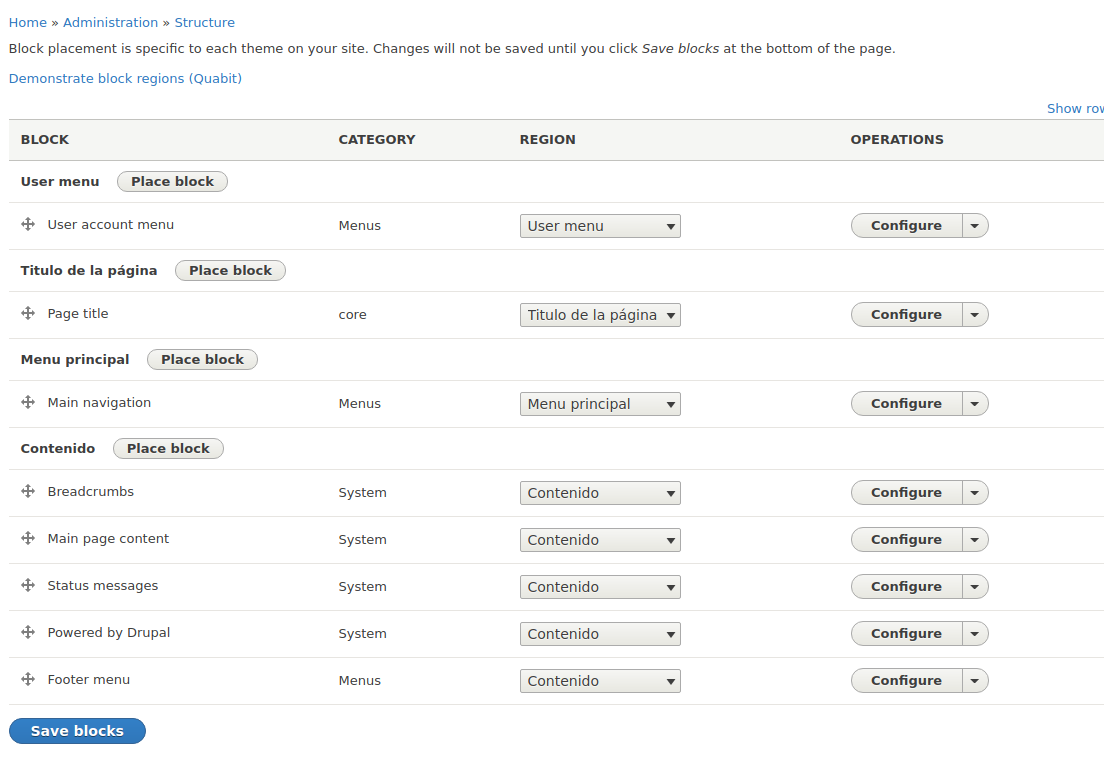 Home » Administration » Structure
Block placement is specific to each theme on your site. Changes will not be saved until you click Save blocks at the bottom of the page.
Demonstrate block regions (Quabit)
Show row
BLOCK CATEGORY REGION OPERATIONS
User menu Place block
User account menu Menus User menu Configure
Titulo de la página Place block
Page title core Titulo de la página Configure
Menu principal Place block
Main navigation Menus Menu principal Configure
Contenido Place block
Breadcrumbs System Contenido Configure
Main page content System Contenido Configure
Status messages System Contenido Configure
Powered by Drupal System Contenido Configure
Footer menu Menus Contenido Configure
Save blocks